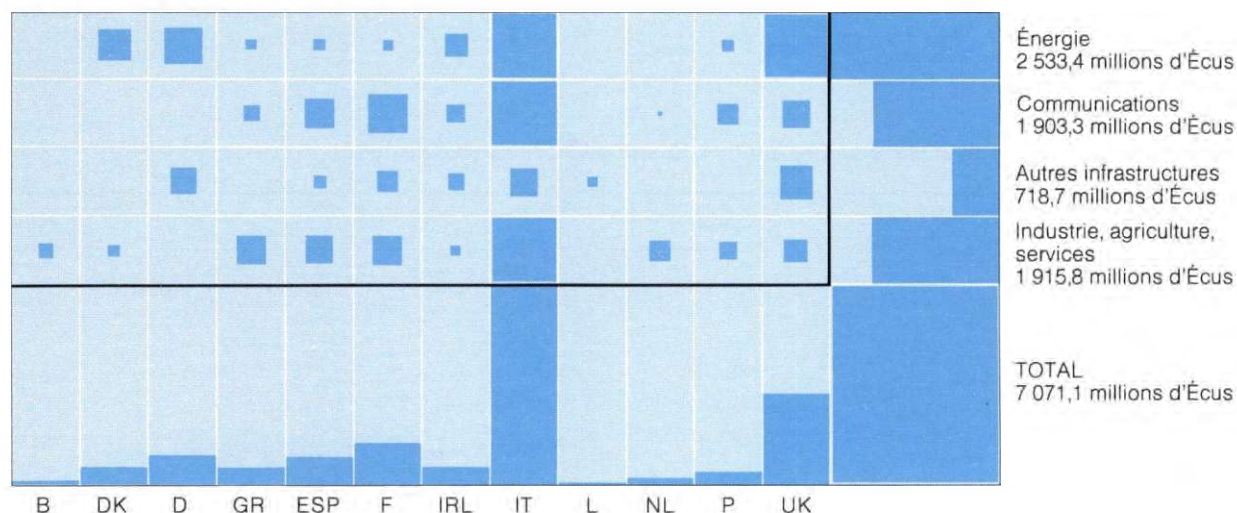 Énergie
2 533,4 millions d'Écus
Communications
1 903,3 millions d'Écus
Autres infrastructures
718,7 millions d'Écus
Industrie, agriculture,
services
1 915,8 millions d'Écus
TOTAL
7 071,1 millions d'Écus
B DK D GR ESP F IRL IT L NL P UK